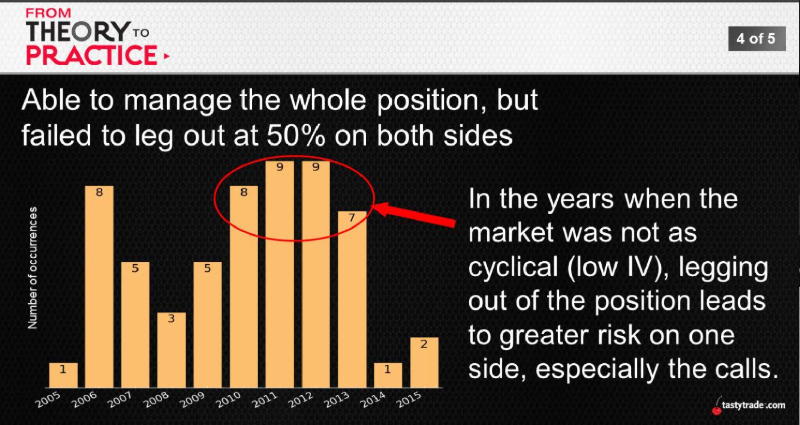 FROM
THEORY TO
PRACTICE
4 of 5
Able to manage the whole position, but
failed to leg out at 50% on both sides
Number of occurrences
1
8
5
3
5
8
9
9
7
1
2
2005
2006
2007
2008
2009
2010
2011
2012
2013
2014
2015
In the years when the
market was not as
cyclical (low IV), legging
out of the position leads
to greater risk on one
side, especially the calls.
tastytrade.com